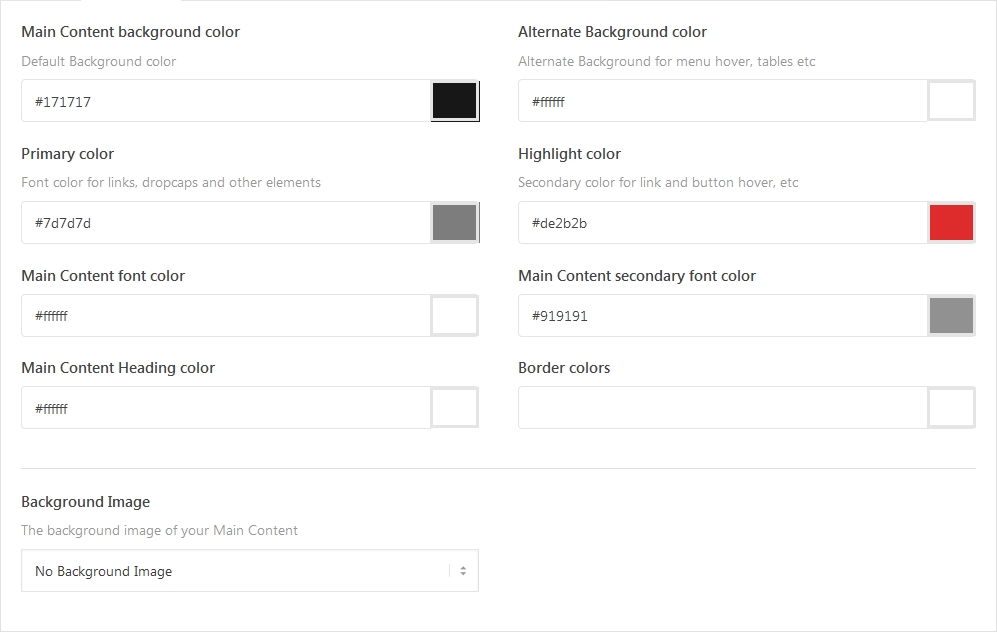 Main Content background color
Alternate Background color
Default Background color
Alternate Background for menu hover, tables etc
#171717
#ffffff
Primary color
Highlight color
Font color for links, dropcaps and other elements
Secondary color for link and button hover, etc
#7d7d7d
#de2b2b
Main Content font color
Main Content secondary font color
#ffffff
#919191
Main Content Heading color
Border colors
#ffffff
Background Image
The background image of your Main Content
No Background Image